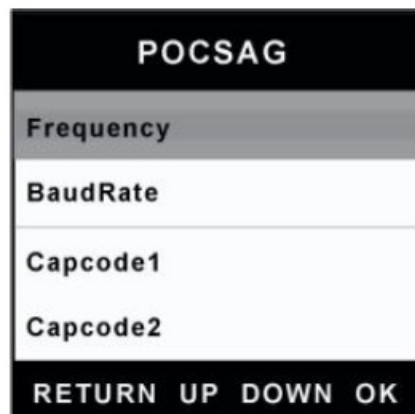 POCSAG
Frequency
BaudRate
Capcode1
Capcode2
RETURN UP DOWN OK